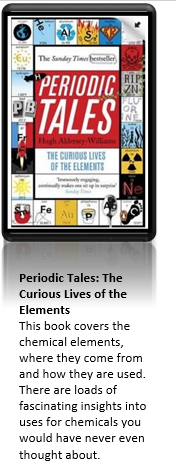 Al
S
Eu
The Sunday Times bestseller
PERIODIC
TALES
Hugh Aldersey-Williams
THE CURIOUS LIVES
OF THE ELEMENTS
'Immensely engaging,
continually makes one sit up in surprise'
Sunday Times
PB
Fe
Au
Ne
Periodic Tales: The
Curious Lives of the
Elements
This book covers the
chemical elements,
where they come from
and how they are used.
There are loads of
fascinating insights into
uses for chemicals you
would have never even
thought about.